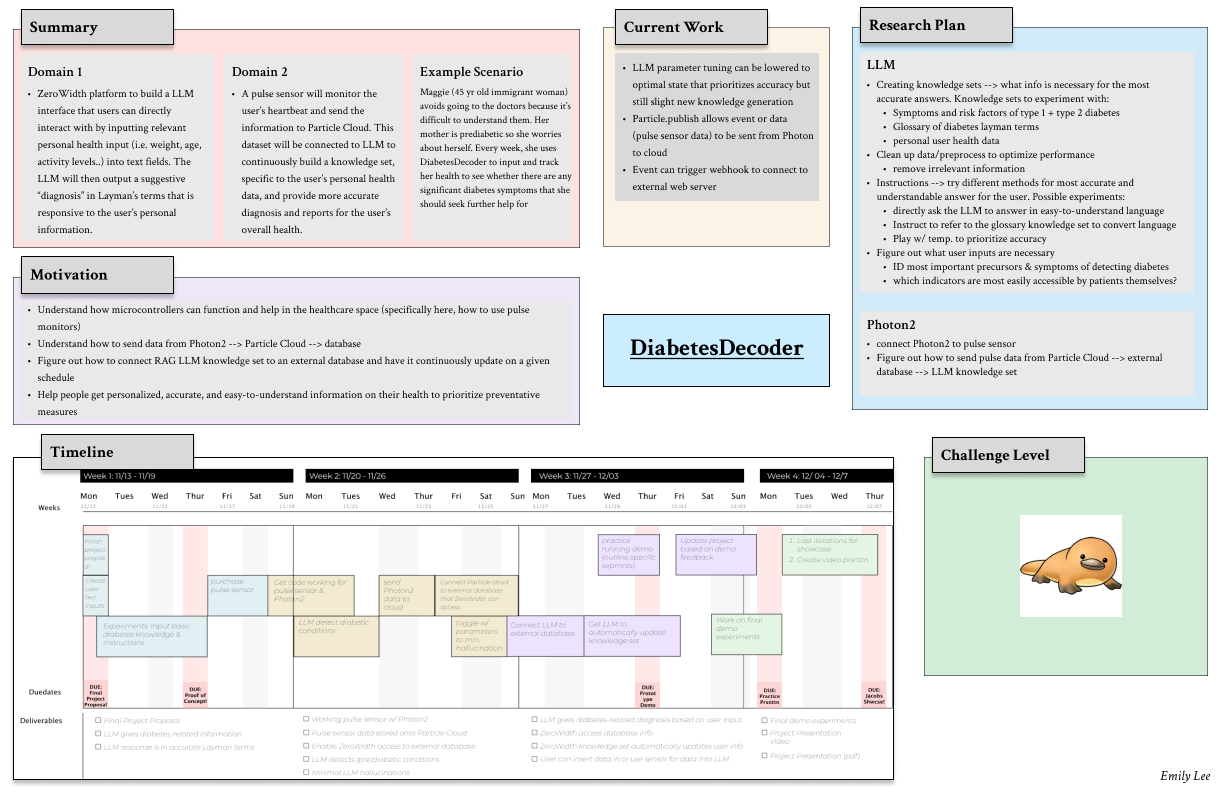 Summary
Domain 1
• ZeroWidth platform to build a LLM
interface that users can directly
interact with by inputting relevant
personal health input (i.e. weight, age,
activity levels..) into text fields. The
LLM will then output a suggestive
“diagnosis” in Layman’s terms that is
responsive to the user’s personal
information.
Domain 2
• A pulse sensor will monitor the
user’s heartbeat and send the
information to Particle Cloud. This
dataset will be connected to LLM to
continuously build a knowledge set,
specific to the user’s personal health
data, and provide more accurate
diagnosis and reports for the user’s
overall health.
Example Scenario
Maggie (45 yr old immigrant woman)
avoids going to the doctors because it’s
difficult to understand them. Her
mother is prediabetic so she worries
about herself. Every week, she uses
DiabetesDecoder to input and track
her health to see whether there are any
significant diabetes symptoms that she
should seek further help for
Current Work
• LLM parameter tuning can be lowered to
optimal state that prioritizes accuracy but
still slight new knowledge generation
• Particle.publish allows event or data
(pulse sensor data) to be sent from Photon
to cloud
• Event can trigger webhook to connect to
external web server
Research Plan
LLM
• Creating knowledge sets --> what info is necessary for the most
accurate answers. Knowledge sets to experiment with:
• Symptoms and risk factors of type 1 + type 2 diabetes
• Glossary of diabetes layman terms
• personal user health data
• Clean up data/preprocess to optimize performance
• remove irrelevant information
• Instructions --> try different methods for most accurate and
understandable answer for the user. Possible experiments:
• directly ask the LLM to answer in easy-to-understand language
• Instruct to refer to the glossary knowledge set to convert language
• Play w/ temp. to prioritize accuracy
• Figure out what user inputs are necessary
• ID most important precursors & symptoms of detecting diabetes
• which indicators are most easily accessible by patients themselves?
Photon2
• connect Photon2 to pulse sensor
• Figure out how to send pulse data from Particle Cloud --> external
database --> LLM knowledge set
Motivation
• Understand how microcontrollers can function and help in the healthcare space (specifically here, how to use pulse
monitors)
• Understand how to send data from Photon2 --> Particle Cloud --> database
• Figure out how to connect RAG LLM knowledge set to an external database and have it continuously update on a given
schedule
• Help people get personalized, accurate, and easy-to-understand information on their health to prioritize preventative
measures
DiabetesDecoder
Timeline
Week 1: 11/13 - 11/19
Week 2: 11/20 - 11/26
Week 3: 11/27 - 12/03
Week 4: 12/ 04 - 12/7
Mon Tues Wed Thur Fri Sat Sun Mon Tues Wed Thur Fri Sat Sun Mon Tues Wed Thur Fri Sat Sun Mon Tues Wed Thur
Weeks
11/13 11/15 11/17 11/19 11/21 11/23 11/25 11/27 11/29 12/01 12/03 12/05 12/07
Finish
project
propos
al
Create
user
text
inputs
Experiments: input basic
diabetes knowledge &
instructions
purchase
pulse sensor
Get code working for
pulse sensor &
Photon2
LLM detect diabetic
conditions
send
Photon2
data to
cloud
Connect Particle cloud
to external database
that ZeroWidth can
access
toggle w/
parameters
to min.
hallucination
Connect LLM to
external database
Get LLM to
automatically update
knowledge set
practice
running demo
(outline specific
expmnts)
Update project
based on demo
feedback
Work on final
demo
experiments
1. Last iterations for
showcase
2. Create video prsnttn
Duedates
DUE:
Final
Project
Proposal
DUE:
Proof of
Concept!
DUE:
Protot
ype
Demo
DUE:
Practice
Prsnttn
DUE:
Jacobs
Shwcse!
Deliverables
Final Project Proposal
LLM gives diabetes-related information
LLM response is in accurate Layman terms
Working pulse sensor w/ Photon2
Pulse sensor data stored onto Particle Cloud
Enable ZeroWidth access to external database
LLM detects (pre)diabetic conditions
Minimal LLM hallucinations
LLM gives diabetes-related diagnosis based on user input
ZeroWidth access database info
ZeroWidth knowledge set automatically updates user info
User can insert data in or use sensor for data into LLM
Final demo experiments
Project Presentation
Video
Project Presentation (pdf)
Challenge Level
Emily Lee